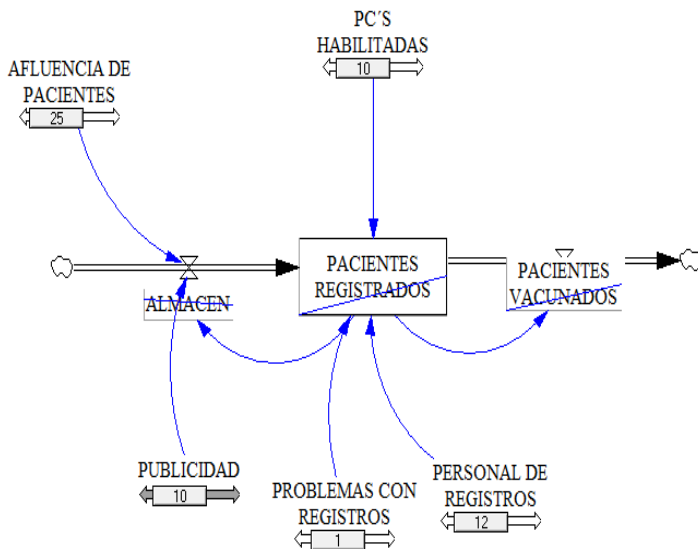 PC´S
HABILITADAS
10
AFLUENCIA DE
PACIENTES
25
PACIENTES
REGISTRADOS
PACIENTES
VACUNADOS
ALMACEN
PUBLICIDAD
10
PROBLEMAS CON
REGISTROS
1
PERSONAL DE
REGISTROS
12